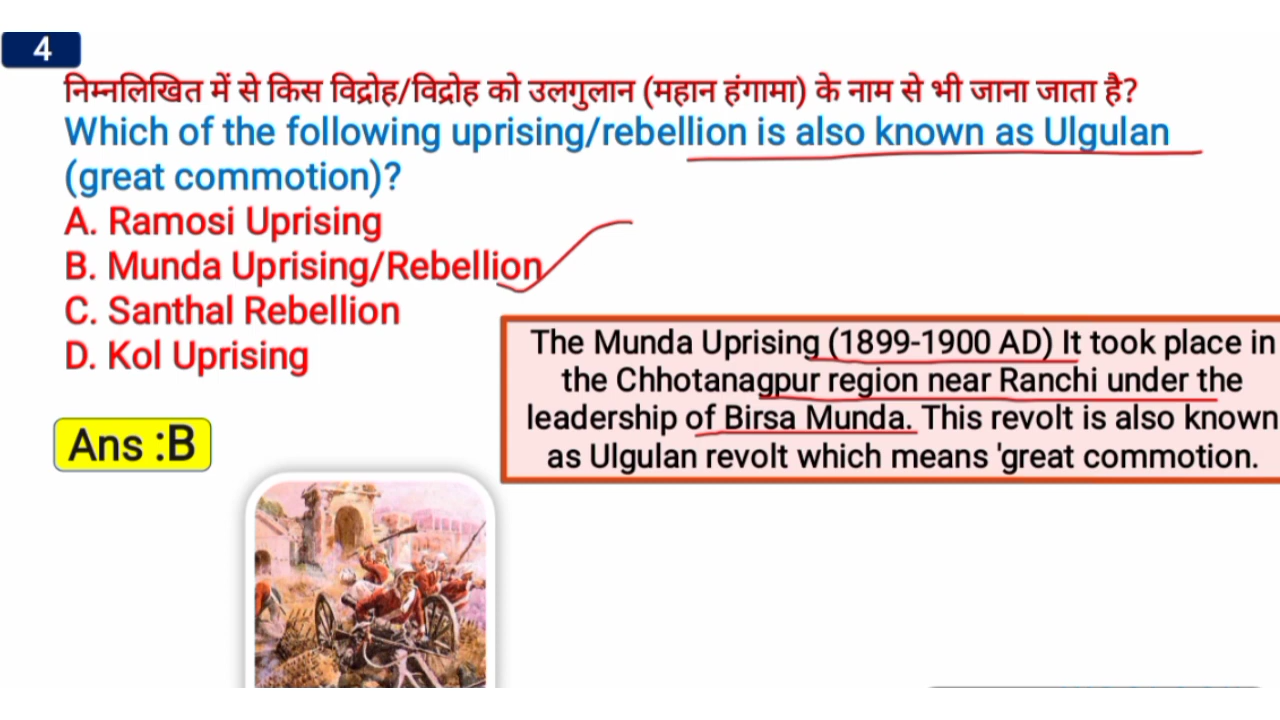 4
निम्नलिखित में से किस विद्रोह/विद्रोह को उलगुलान (महान हंगामा) के नाम से भी जाना जाता है?
Which of the following uprising/rebellion is also known as Ulgulan
(great commotion)?
A. Ramosi Uprising
B. Munda Uprising/Rebellion
C. Santhal Rebellion
D. Kol Uprising
Ans :B
The Munda Uprising (1899-1900 AD) It took place in
the Chhotanagpur region near Ranchi under the
leadership of Birsa Munda. This revolt is also known
as Ulgulan revolt which means 'great commotion.